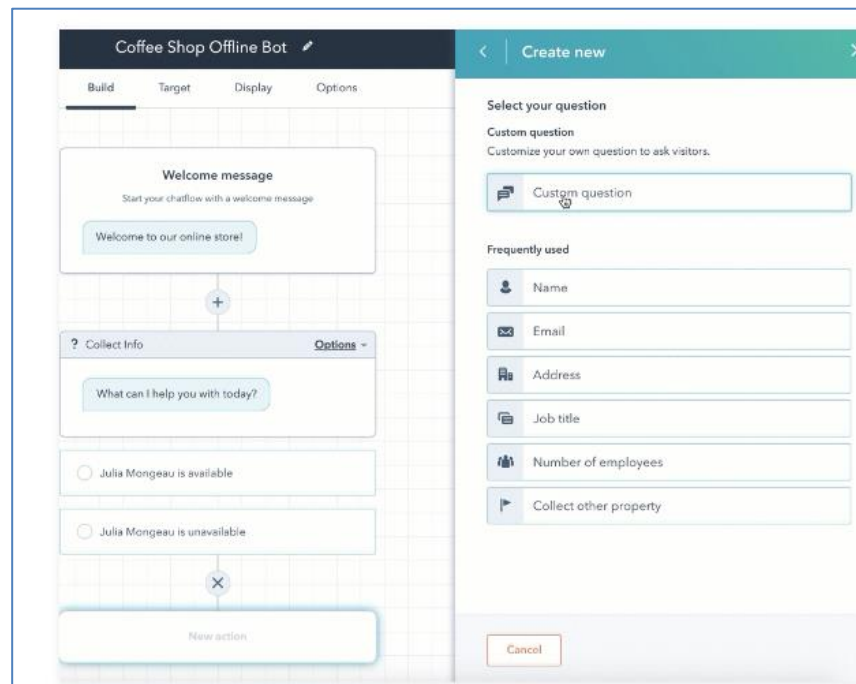 Coffee Shop Offline Bot
Build Target Display Options
Welcome message
Start your chatflow with a welcome message
Welcome to our online store!
? Collect Info Options
What can I help you with today?
Julia Mongeau is available
Julia Mongeau is unavailable
New action
Create new
Select your question
Custom question
Customize your own question to ask visitors.
Custom question
Frequently used
Name
Email
Address
Job title
Number of employees
Collect other property
Cancel